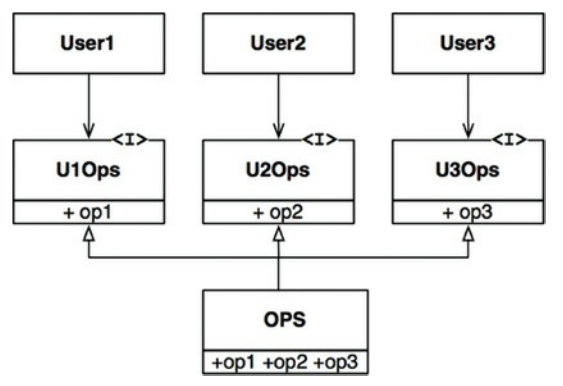 User1 User2 User3
<I> <I> <I>
U1Ops U2Ops U3Ops
+ op1 + op2 + op3
OPS
+op1 +op2 +op3